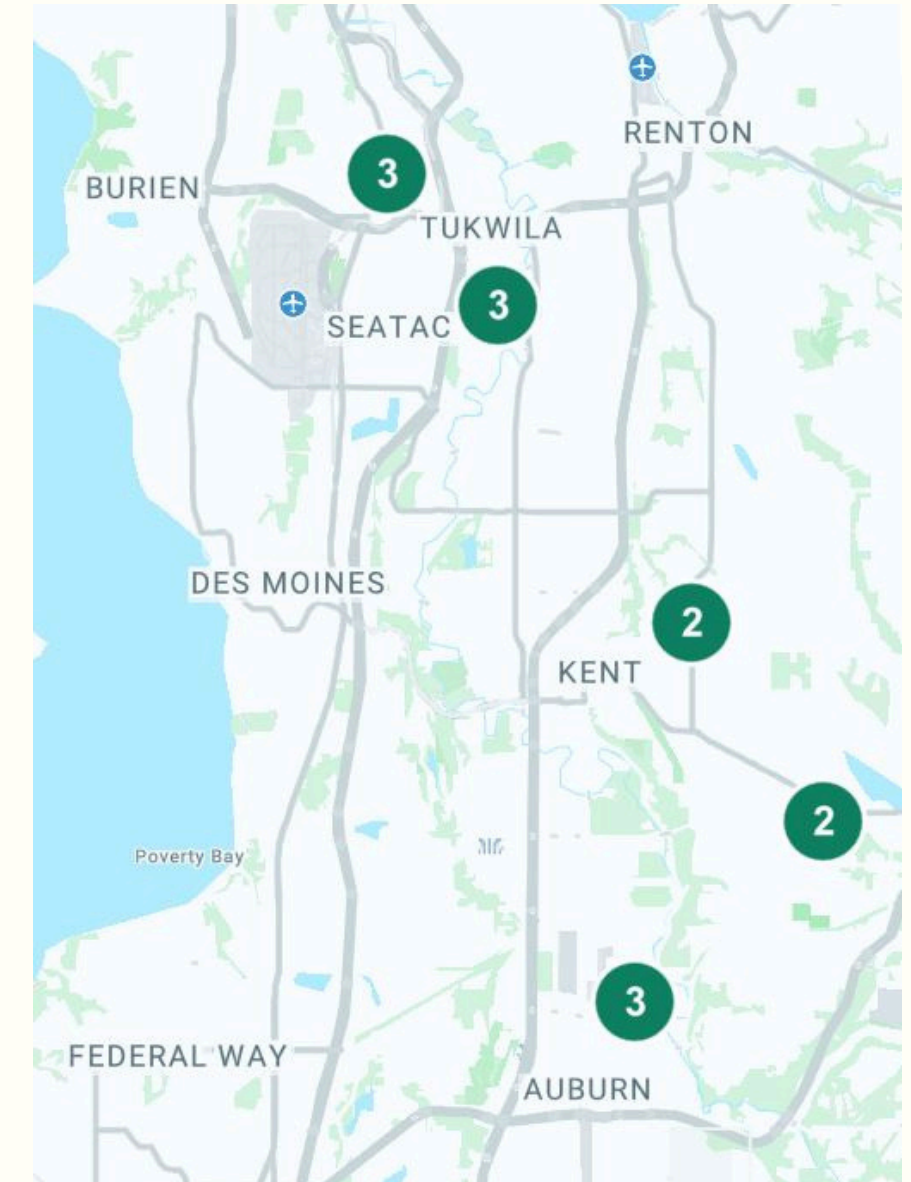 RENTON
3
BURIEN
TUKWILA
3
SEATAC
DES MOINES
2
KENT
2
Poverty Bay
3
FEDERAL WAY
AUBURN